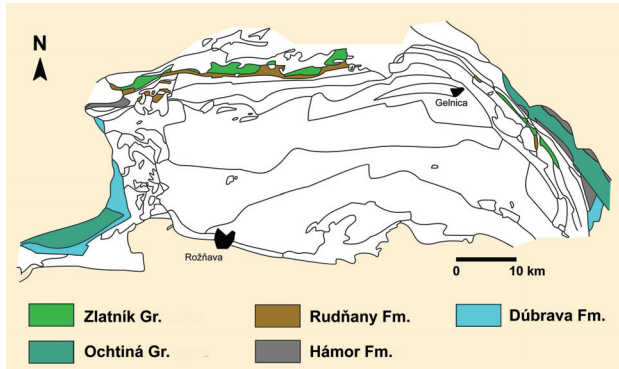 N
Gelnica
Rožňava
0 10 km
Zlatník Gr. Rudňany Fm. Dúbrava Fm.
Ochtiná Gr. Hámor Fm.